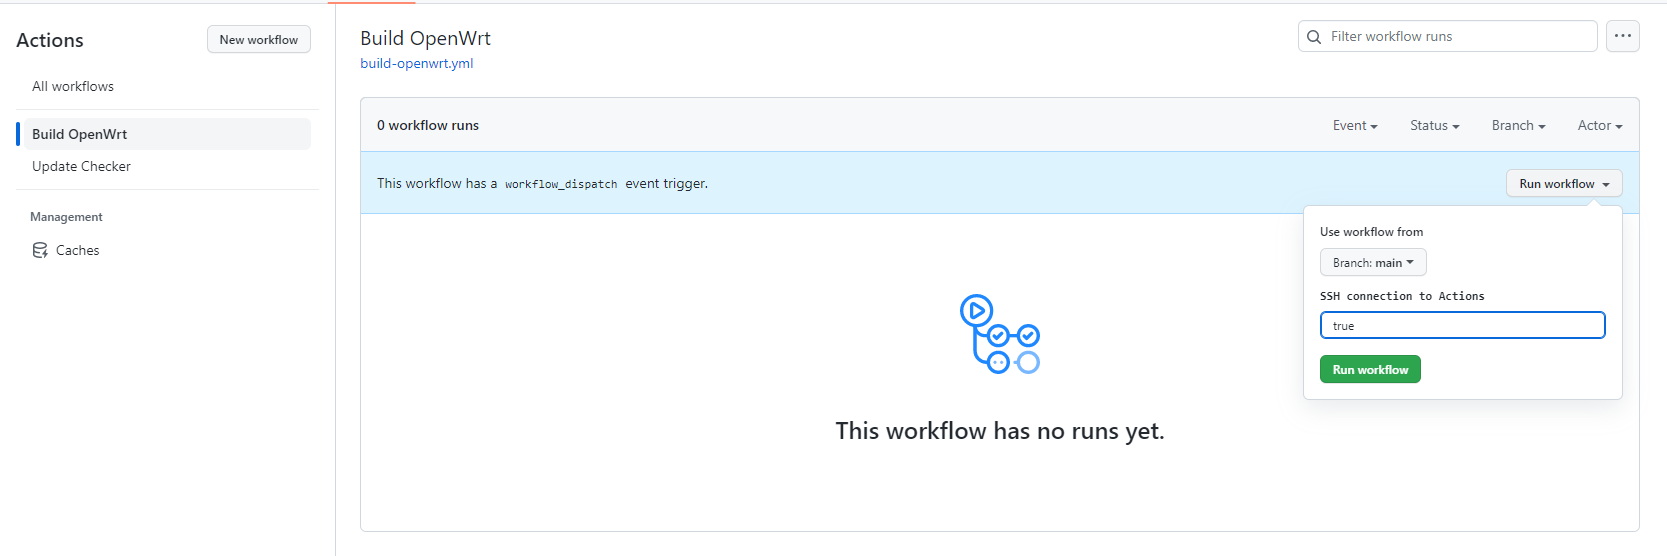 Actions
New workflow
All workflows
Build OpenWrt
Update Checker
Management
Caches
Build OpenWrt
build-openwrt.yml
Filter workflow runs
0 workflow runs
Event
Status
Branch
Actor
This workflow has a workflow_dispatch event trigger.
Run workflow
Use workflow from
Branch: main
SSH connection to Actions
true
Run workflow
This workflow has no runs yet.